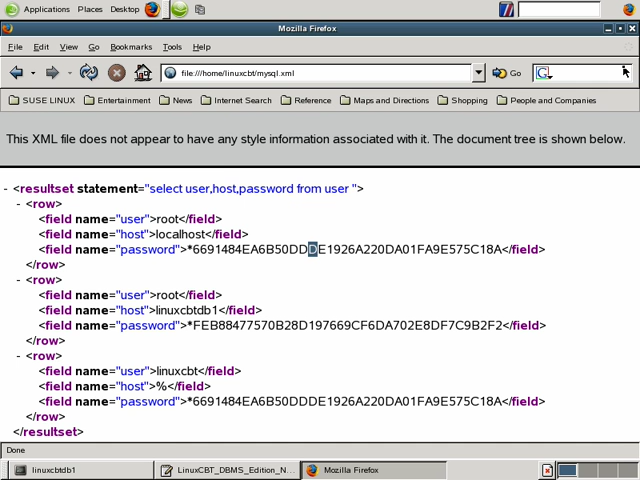 Applications Places Desktop
Mozilla Firefox
File Edit View Go Bookmarks Tools Help
file:///home/linuxcbt/mysql.xml Go G
SUSE LINUX Entertainment News Internet Search Reference Maps and Directions Shopping People and Companies
This XML file does not appear to have any style information associated with it. The document tree is shown below.
- <resultset statement="select user,host,password from user ">
- <row>
<field name="user">root</field>
<field name="host">localhost</field>
<field name="password">*6691484EA6B50DDDE1926A220DA01FA9E575C18A</field>
</row>
- <row>
<field name="user">root</field>
<field name="host">linuxcbtdb1</field>
<field name="password">*FEB88477570B28D197669CF6DA702E8DF7C9B2F2</field>
</row>
- <row>
<field name="user">linuxcbt</field>
<field name="host">%</field>
<field name="password">*6691484EA6B50DDDE1926A220DA01FA9E575C18A</field>
</row>
</resultset>
Done
linuxcbtdb1 LinuxCBT_DBMS_Edition_N... Mozilla Firefox